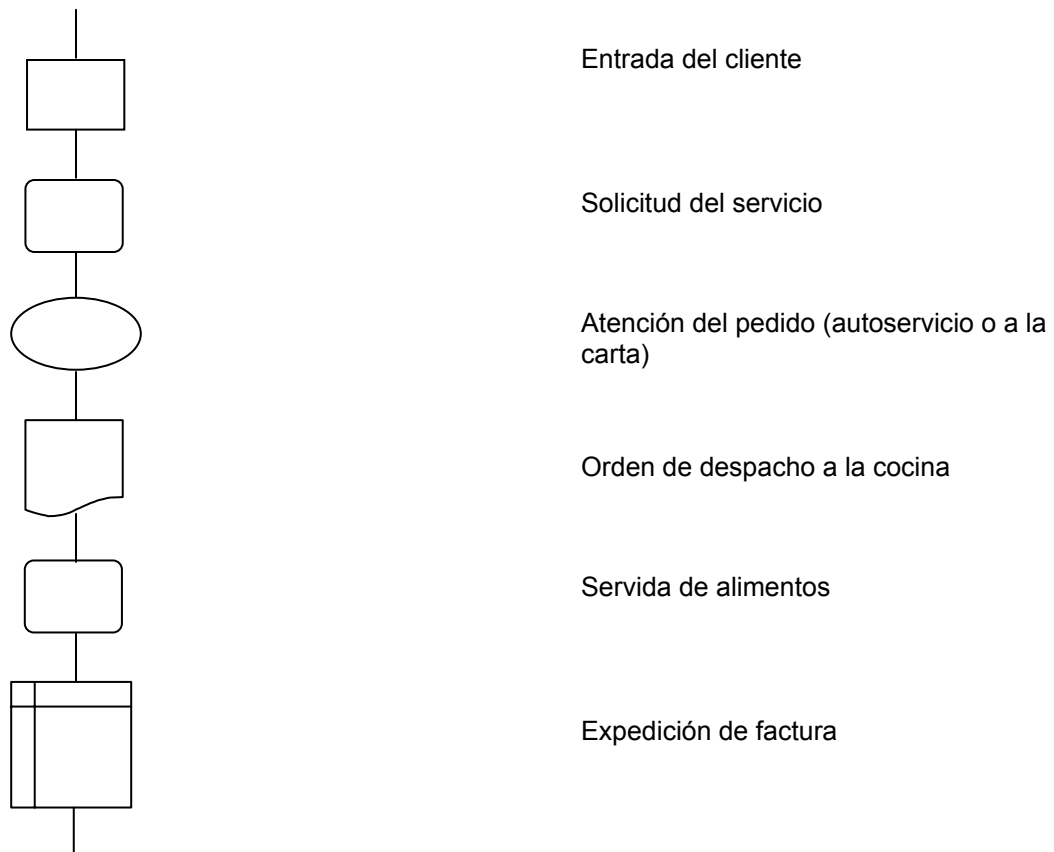 Entrada del cliente
Solicitud del servicio
Atención del pedido (autoservicio o a la
carta)
Orden de despacho a la cocina
Servida de alimentos
Expedición de factura